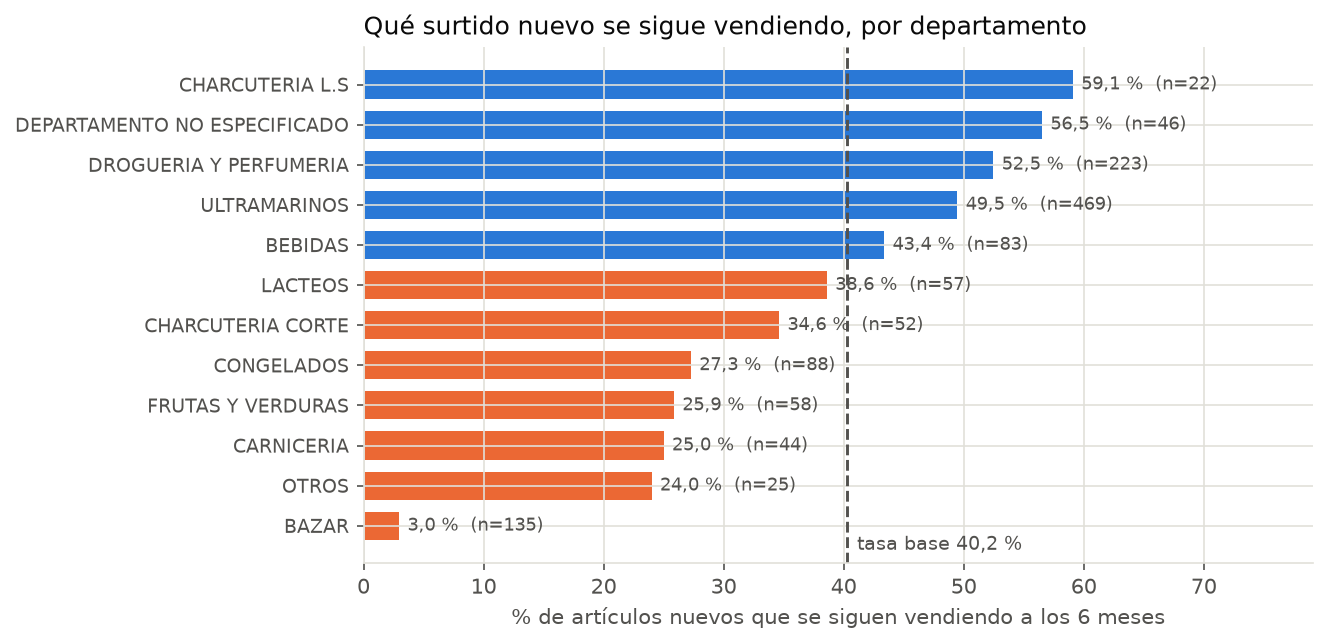 Qué surtido nuevo se sigue vendiendo, por departamento
CHARCUTERIA L.S 59,1 % (n=22)
DEPARTAMENTO NO ESPECIFICADO 56,5 % (n=46)
DROGUERIA Y PERFUMERIA 52,5 % (n=223)
ULTRAMARINOS 49,5 % (n=469)
BEBIDAS 43,4 % (n=83)
LACTEOS 38,6 % (n=57)
CHARCUTERIA CORTE 34,6 % (n=52)
CONGELADOS 27,3 % (n=88)
FRUTAS Y VERDURAS 25,9 % (n=58)
CARNICERIA 25,0 % (n=44)
OTROS 24,0 % (n=25)
BAZAR 3,0 % (n=135)
tasa base 40,2 %
0 10 20 30 40 50 60 70
% de artículos nuevos que se siguen vendiendo a los 6 meses